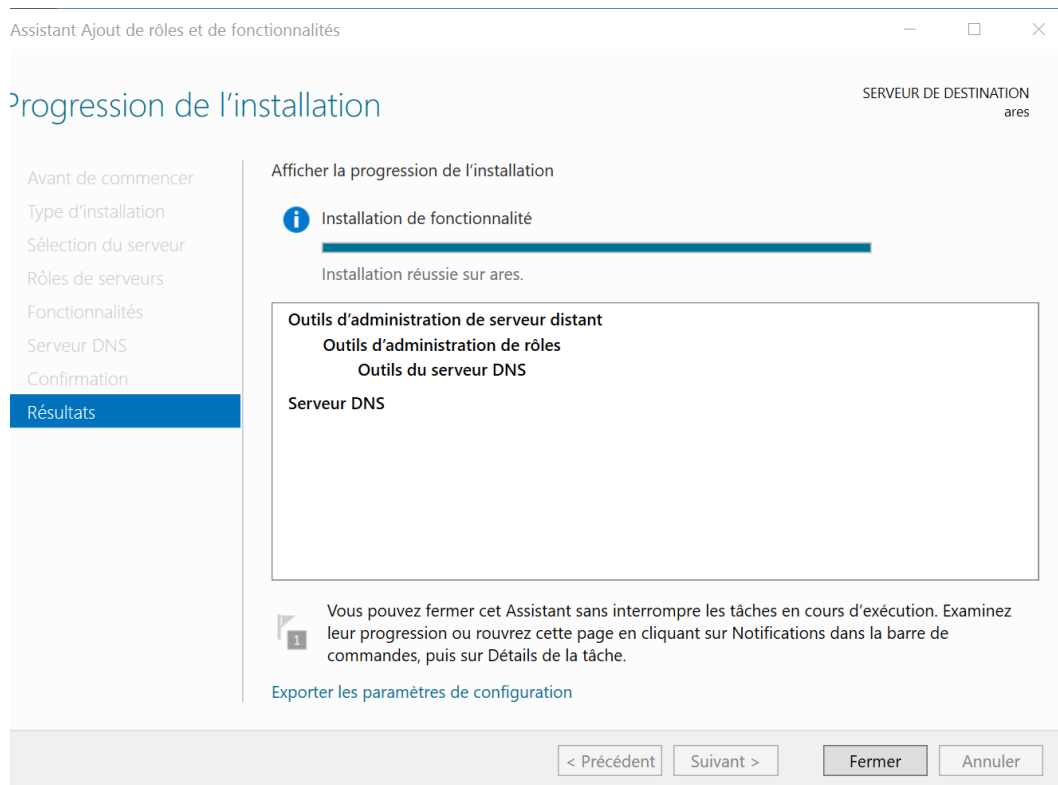 Assistant Ajout de rôles et de fonctionnalités
Progression de l’installation
SERVEUR DE DESTINATION
ares
Avant de commencer
Type d’installation
Sélection du serveur
Rôles de serveurs
Fonctionnalités
Serveur DNS
Confirmation
Résultats
Afficher la progression de l’installation
Installation de fonctionnalité
Installation réussie sur ares.
Outils d’administration de serveur distant
Outils d’administration de rôles
Outils du serveur DNS
Serveur DNS
1
Vous pouvez fermer cet Assistant sans interrompre les tâches en cours d’exécution. Examinez
leur progression ou rouvrez cette page en cliquant sur Notifications dans la barre de
commandes, puis sur Détails de la tâche.
Exporter les paramètres de configuration
< Précédent
Suivant >
Fermer
Annuler